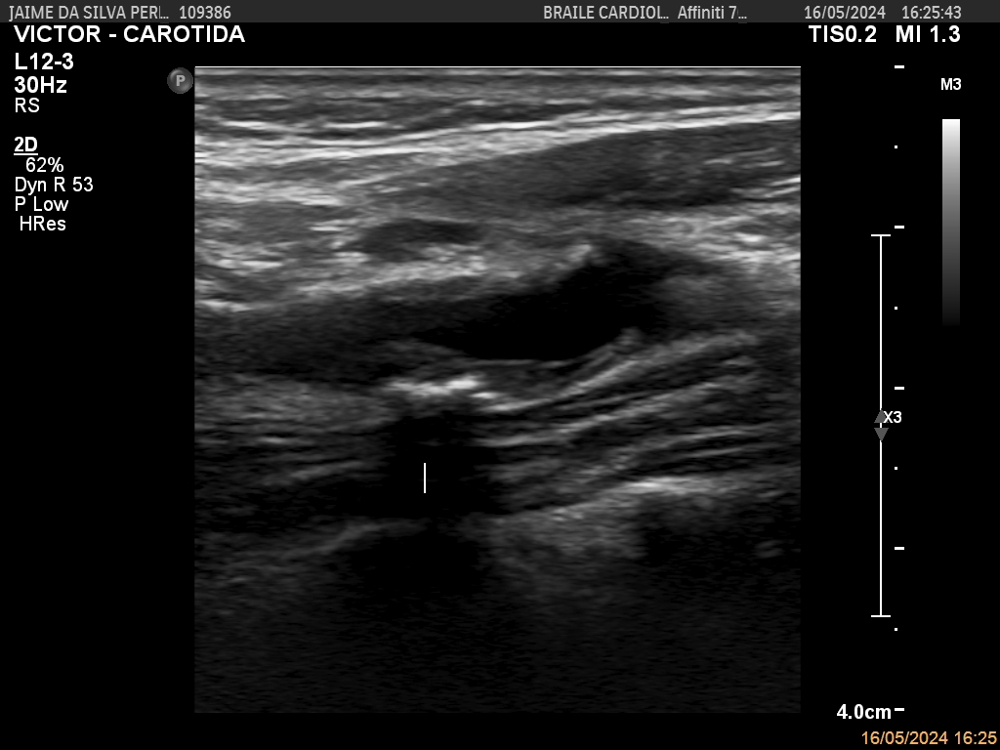 JAIME DA SILVA PERL... 109386 BRAILE CARDIOL... Affiniti 7... 16/05/2024 16:25:43
VICTOR - CAROTIDA TIS0.2 MI 1.3
L12-3
30Hz
RS
P
M3
2D
62%
Dyn R 53
P Low
HRes
X3
4.0cm
16/05/2024 16:25